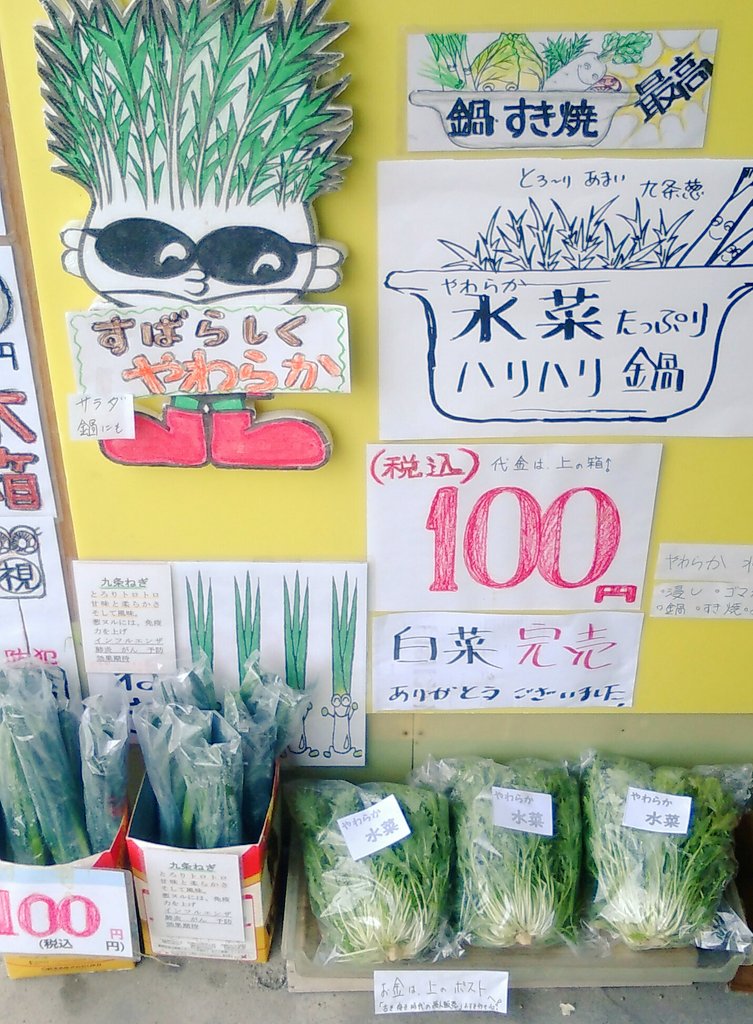 鍋 すき焼
最高
とろ〜り あまい 九条葱
やわらか
水菜 たっぷり
ハリハリ 鍋
すばらしく
やわらか
サラダ
鍋にも
(税込) 代金は、上の箱↑
100円
白菜 完売
ありがとう ございました。
やわらか
・浸し ・ゴマ
・鍋 ・すき焼
円
箱
視
防犯
九条ねぎ
とろりトロトロ
甘味と柔らかさ
そして風味。
葱ヌルには、免疫
力を上げ
インフルエンザ
肺炎 がん 予防
効果期待
ね
100円
(税込 円)
九条ねぎ
とろりトロトロ
甘味と柔らかさ
そして風味。
葱ヌルには、免疫
力を上げ
インフルエンザ
肺炎 がん 予防
効果期待
やわらか
水菜
やわらか
水菜
やわらか
水菜
お金は、上の ポスト